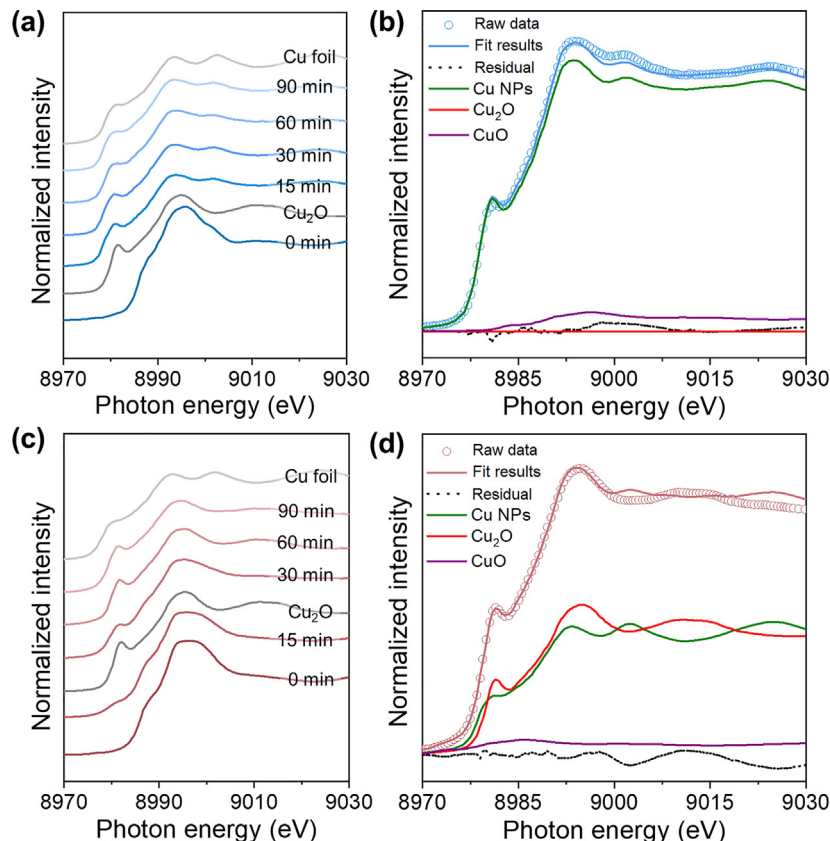 (a)
Normalized intensity
Cu foil
90 min
60 min
30 min
15 min
Cu₂O
0 min
8970 8990 9010 9030
Photon energy (eV)
(b)
Normalized intensity
Raw data
Fit results
Residual
Cu NPs
Cu₂O
CuO
8970 8985 9000 9015 9030
Photon energy (eV)
(c)
Normalized intensity
Cu foil
90 min
60 min
30 min
Cu₂O
15 min
0 min
8970 8990 9010 9030
Photon energy (eV)
(d)
Normalized intensity
Raw data
Fit results
Residual
Cu NPs
Cu₂O
CuO
8970 8985 9000 9015 9030
Photon energy (eV)